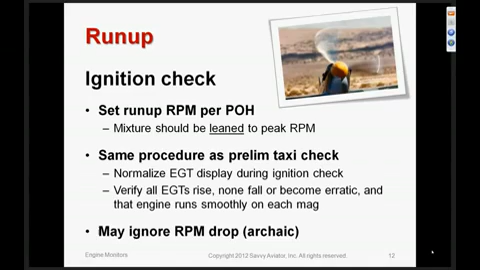 Runup
Ignition check
• Set runup RPM per POH
– Mixture should be leaned to peak RPM
• Same procedure as prelim taxi check
– Normalize EGT display during ignition check
– Verify all EGTs rise, none fall or become erratic, and
that engine runs smoothly on each mag
• May ignore RPM drop (archaic)
Engine Monitors
Copyright 2012 Savvy Aviator, Inc. All rights reserved.
12